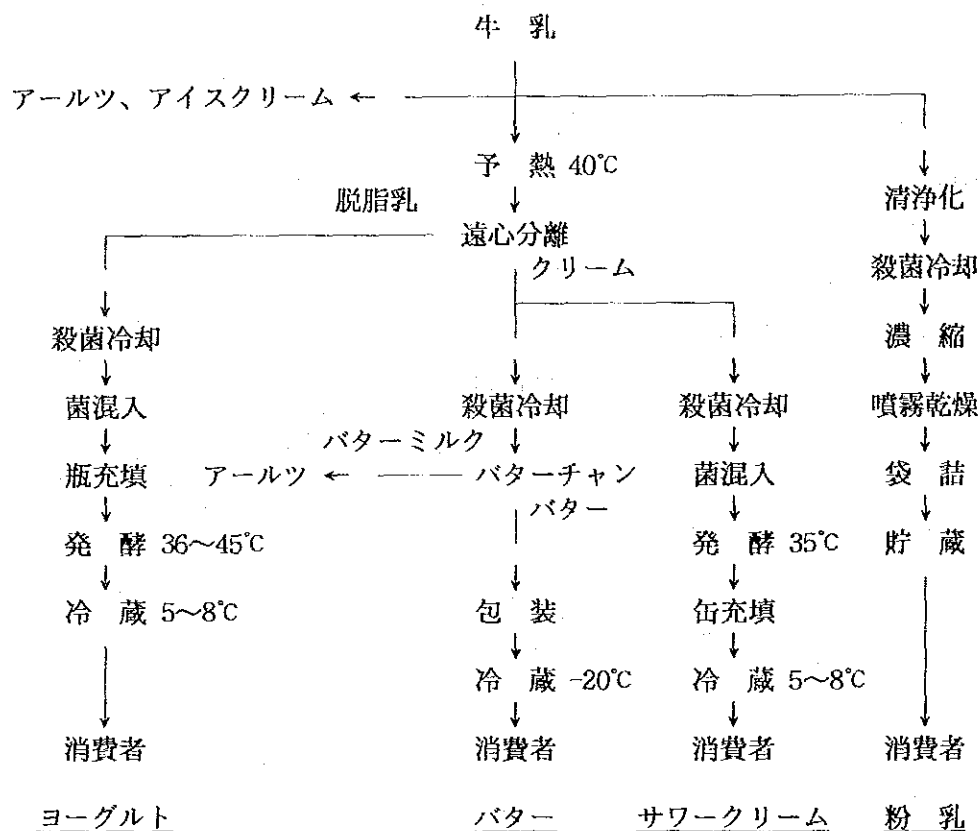 牛 乳
アールツ、アイスクリーム ←
予 熱 40℃
脱脂乳
清浄化
遠心分離
クリーム
殺菌冷却
殺菌冷却
濃 縮
菌混入
殺菌冷却
殺菌冷却
噴霧乾燥
バターミルク
瓶充填
アールツ ←
バターチャン
菌混入
袋 詰
バター
発 酵 36～45℃
発 酵 35℃
貯 蔵
冷 蔵 5～8℃
包 装
缶充填
冷 蔵 -20℃
冷 蔵 5～8℃
消費者
消費者
消費者
消費者
ヨーグルト
バター
サワークリーム
粉 乳